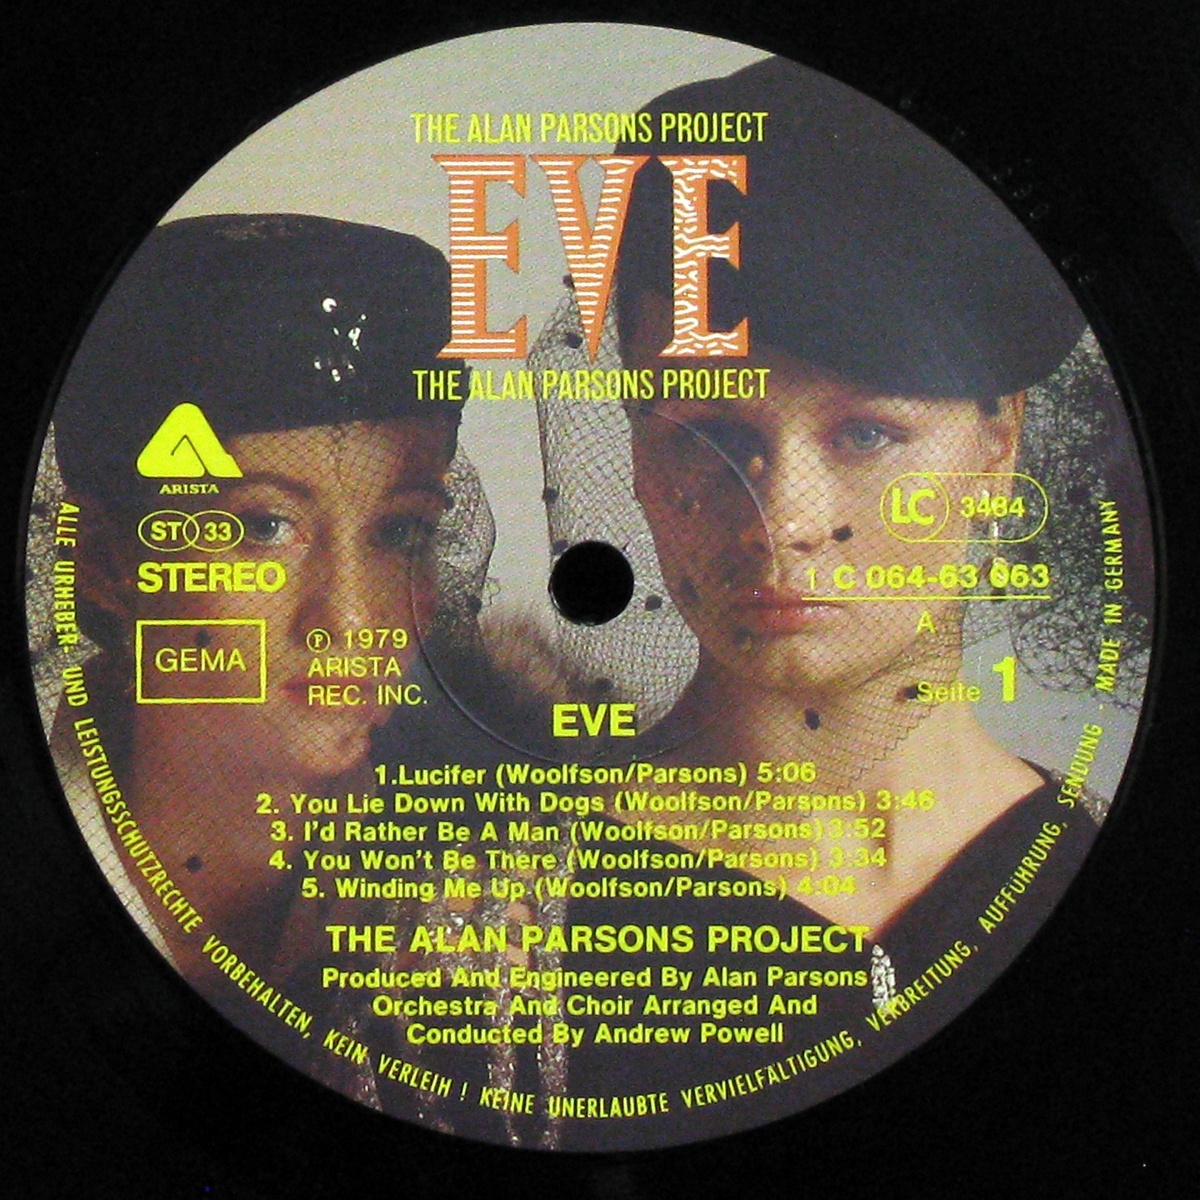 THE ALAN PARSONS PROJECT
EVE
THE ALAN PARSONS PROJECT
ARISTA
ST 33
STEREO
GEMA
℗ 1979
ARISTA
REC. INC.
LC 3484
1 C 064-63 063
A
Seite 1
EVE
1.Lucifer (Woolfson/Parsons) 5:06
2. You Lie Down With Dogs (Woolfson/Parsons) 3:46
3. I'd Rather Be A Man (Woolfson/Parsons) 3:52
4. You Won't Be There (Woolfson/Parsons) 3:34
5. Winding Me Up (Woolfson/Parsons) 4:04
THE ALAN PARSONS PROJECT
Produced And Engineered By Alan Parsons
Orchestra And Choir Arranged And
Conducted By Andrew Powell
ALLE URHEBER- UND LEISTUNGSSCHUTZRECHTE VORBEHALTEN, KEIN VERLEIH ! KEINE UNERLAUBTE VERVIELFÄLTIGUNG, VERBREITUNG, AUFFÜHRUNG, SENDUNG - MADE IN GERMANY